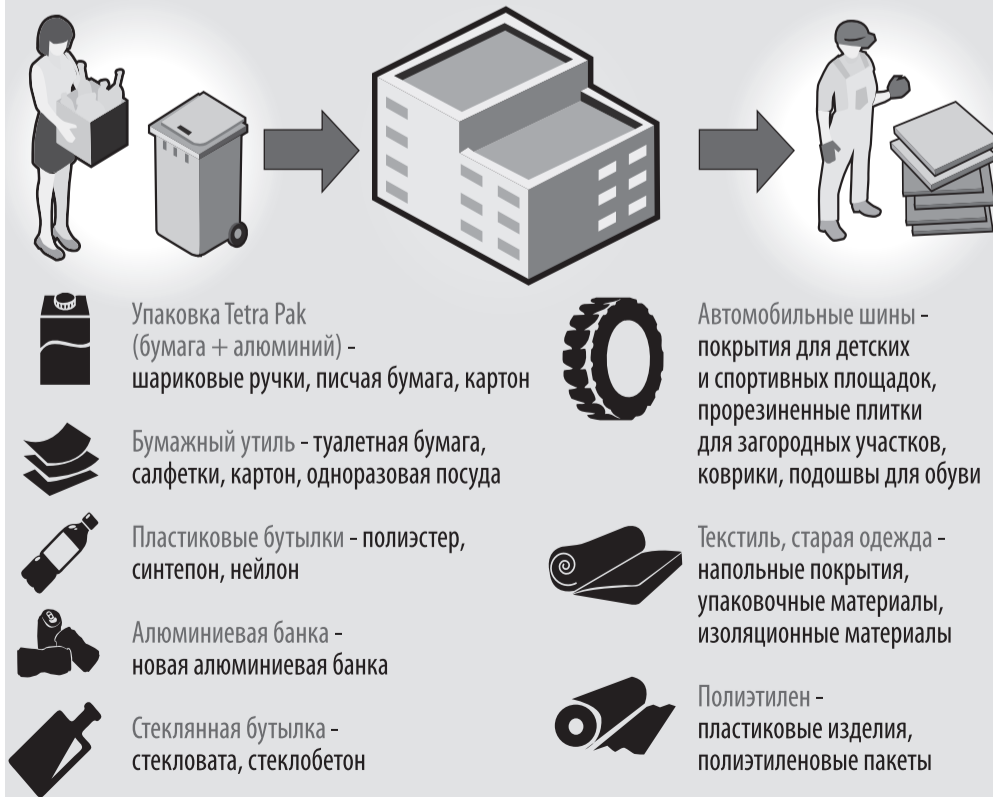 Упаковка Tetra Pak
(бумага + алюминий) -
шариковые ручки, писчая бумага, картон
Бумажный утиль - туалетная бумага,
салфетки, картон, одноразовая посуда
Пластиковые бутылки - полиэстер,
синтепон, нейлон
Алюминиевая банка -
новая алюминиевая банка
Стеклянная бутылка -
стекловата, стеклобетон
Автомобильные шины -
покрытия для детских
и спортивных площадок,
прорезиненные плитки
для загородных участков,
коврики, подошвы для обуви
Текстиль, старая одежда -
напольные покрытия,
упаковочные материалы,
изоляционные материалы
Полиэтилен -
пластиковые изделия,
полиэтиленовые пакеты